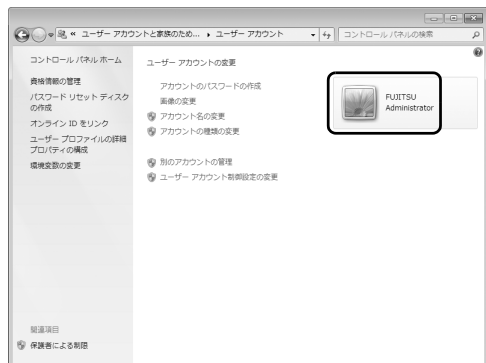 « ユーザー アカウントと家族のため... ▸ ユーザー アカウント
コントロール パネルの検索
コントロール パネル ホーム
資格情報の管理
パスワード リセット ディスク
の作成
オンライン ID をリンク
ユーザー プロファイルの詳細
プロパティの構成
環境変数の変更
関連項目
保護者による制限
ユーザー アカウントの変更
アカウントのパスワードの作成
画像の変更
アカウント名の変更
アカウントの種類の変更
別のアカウントの管理
ユーザー アカウント制御設定の変更
FUJITSU
Administrator